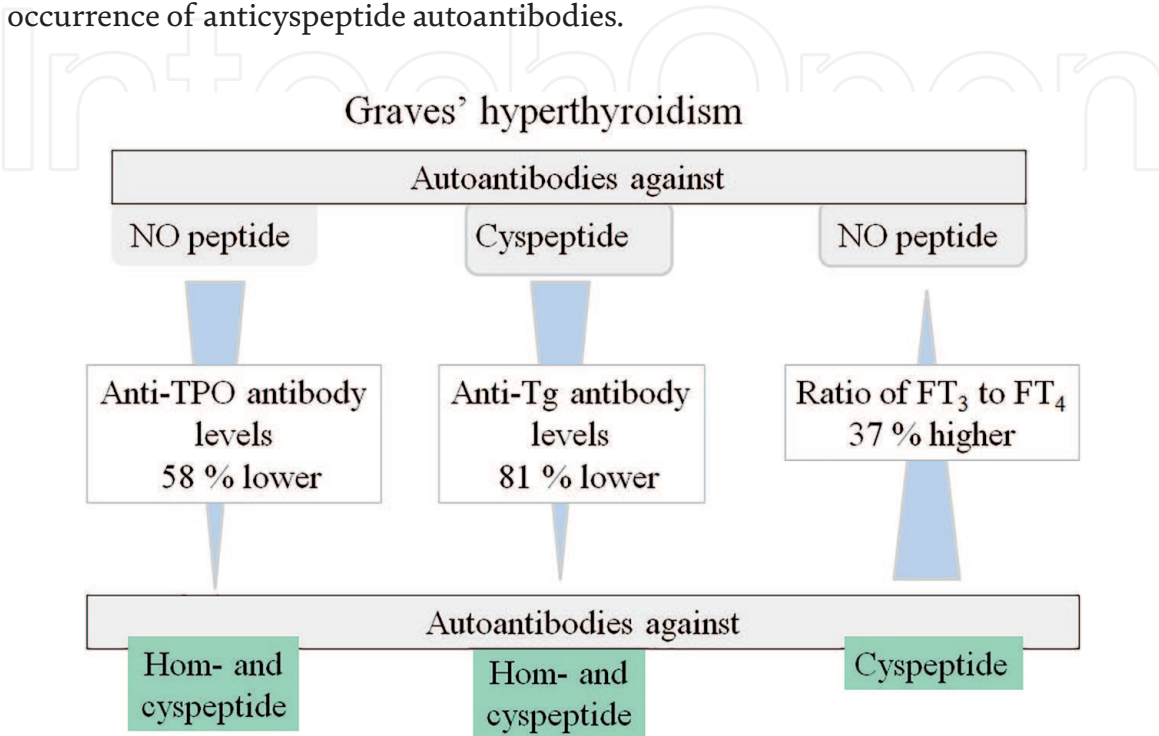 occurrence of anticyspeptide autoantibodies.
IntechOpen
Graves’ hyperthyroidism
Autoantibodies against
NO peptide
Cyspeptide
NO peptide
Anti-TPO antibody
levels
58 % lower
Anti-Tg antibody
levels
81 % lower
Ratio of FT₃ to FT₄
37 % higher
Autoantibodies against
Hom- and
cyspeptide
Hom- and
cyspeptide
Cyspeptide